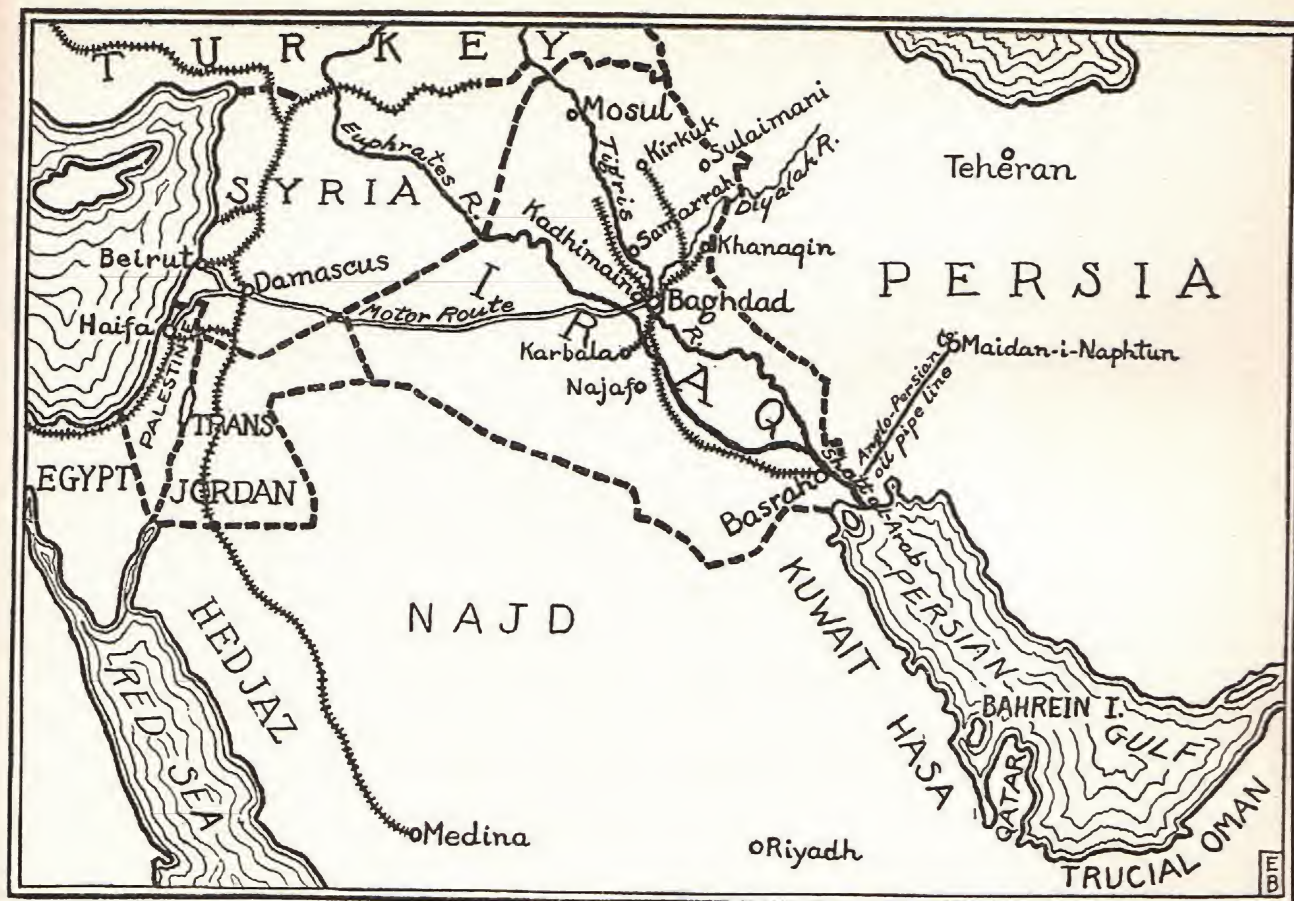 TURKEY
Mosul
Kirkuk
Sulaimani
Tigris
Euphrates R.
SYRIA
Samarrah
Diyalah R.
Teheran
Kadhimain
Khanaqin
Beirut
Damascus
Baghdad
PERSIA
IRAQ
Motor Route
Haifa
R.
Karbala
Najaf
Maidan-i-Naphtun
Anglo-Persian
oil pipe line
PALESTINE
TRANS
JORDAN
EGYPT
Basrah
Shatt al-Arab
KUWAIT
PERSIAN
GULF
NAJD
HEDJAZ
RED SEA
BAHREIN I.
HASA
QATAR
Medina
Riyadh
TRUCIAL OMAN
EB